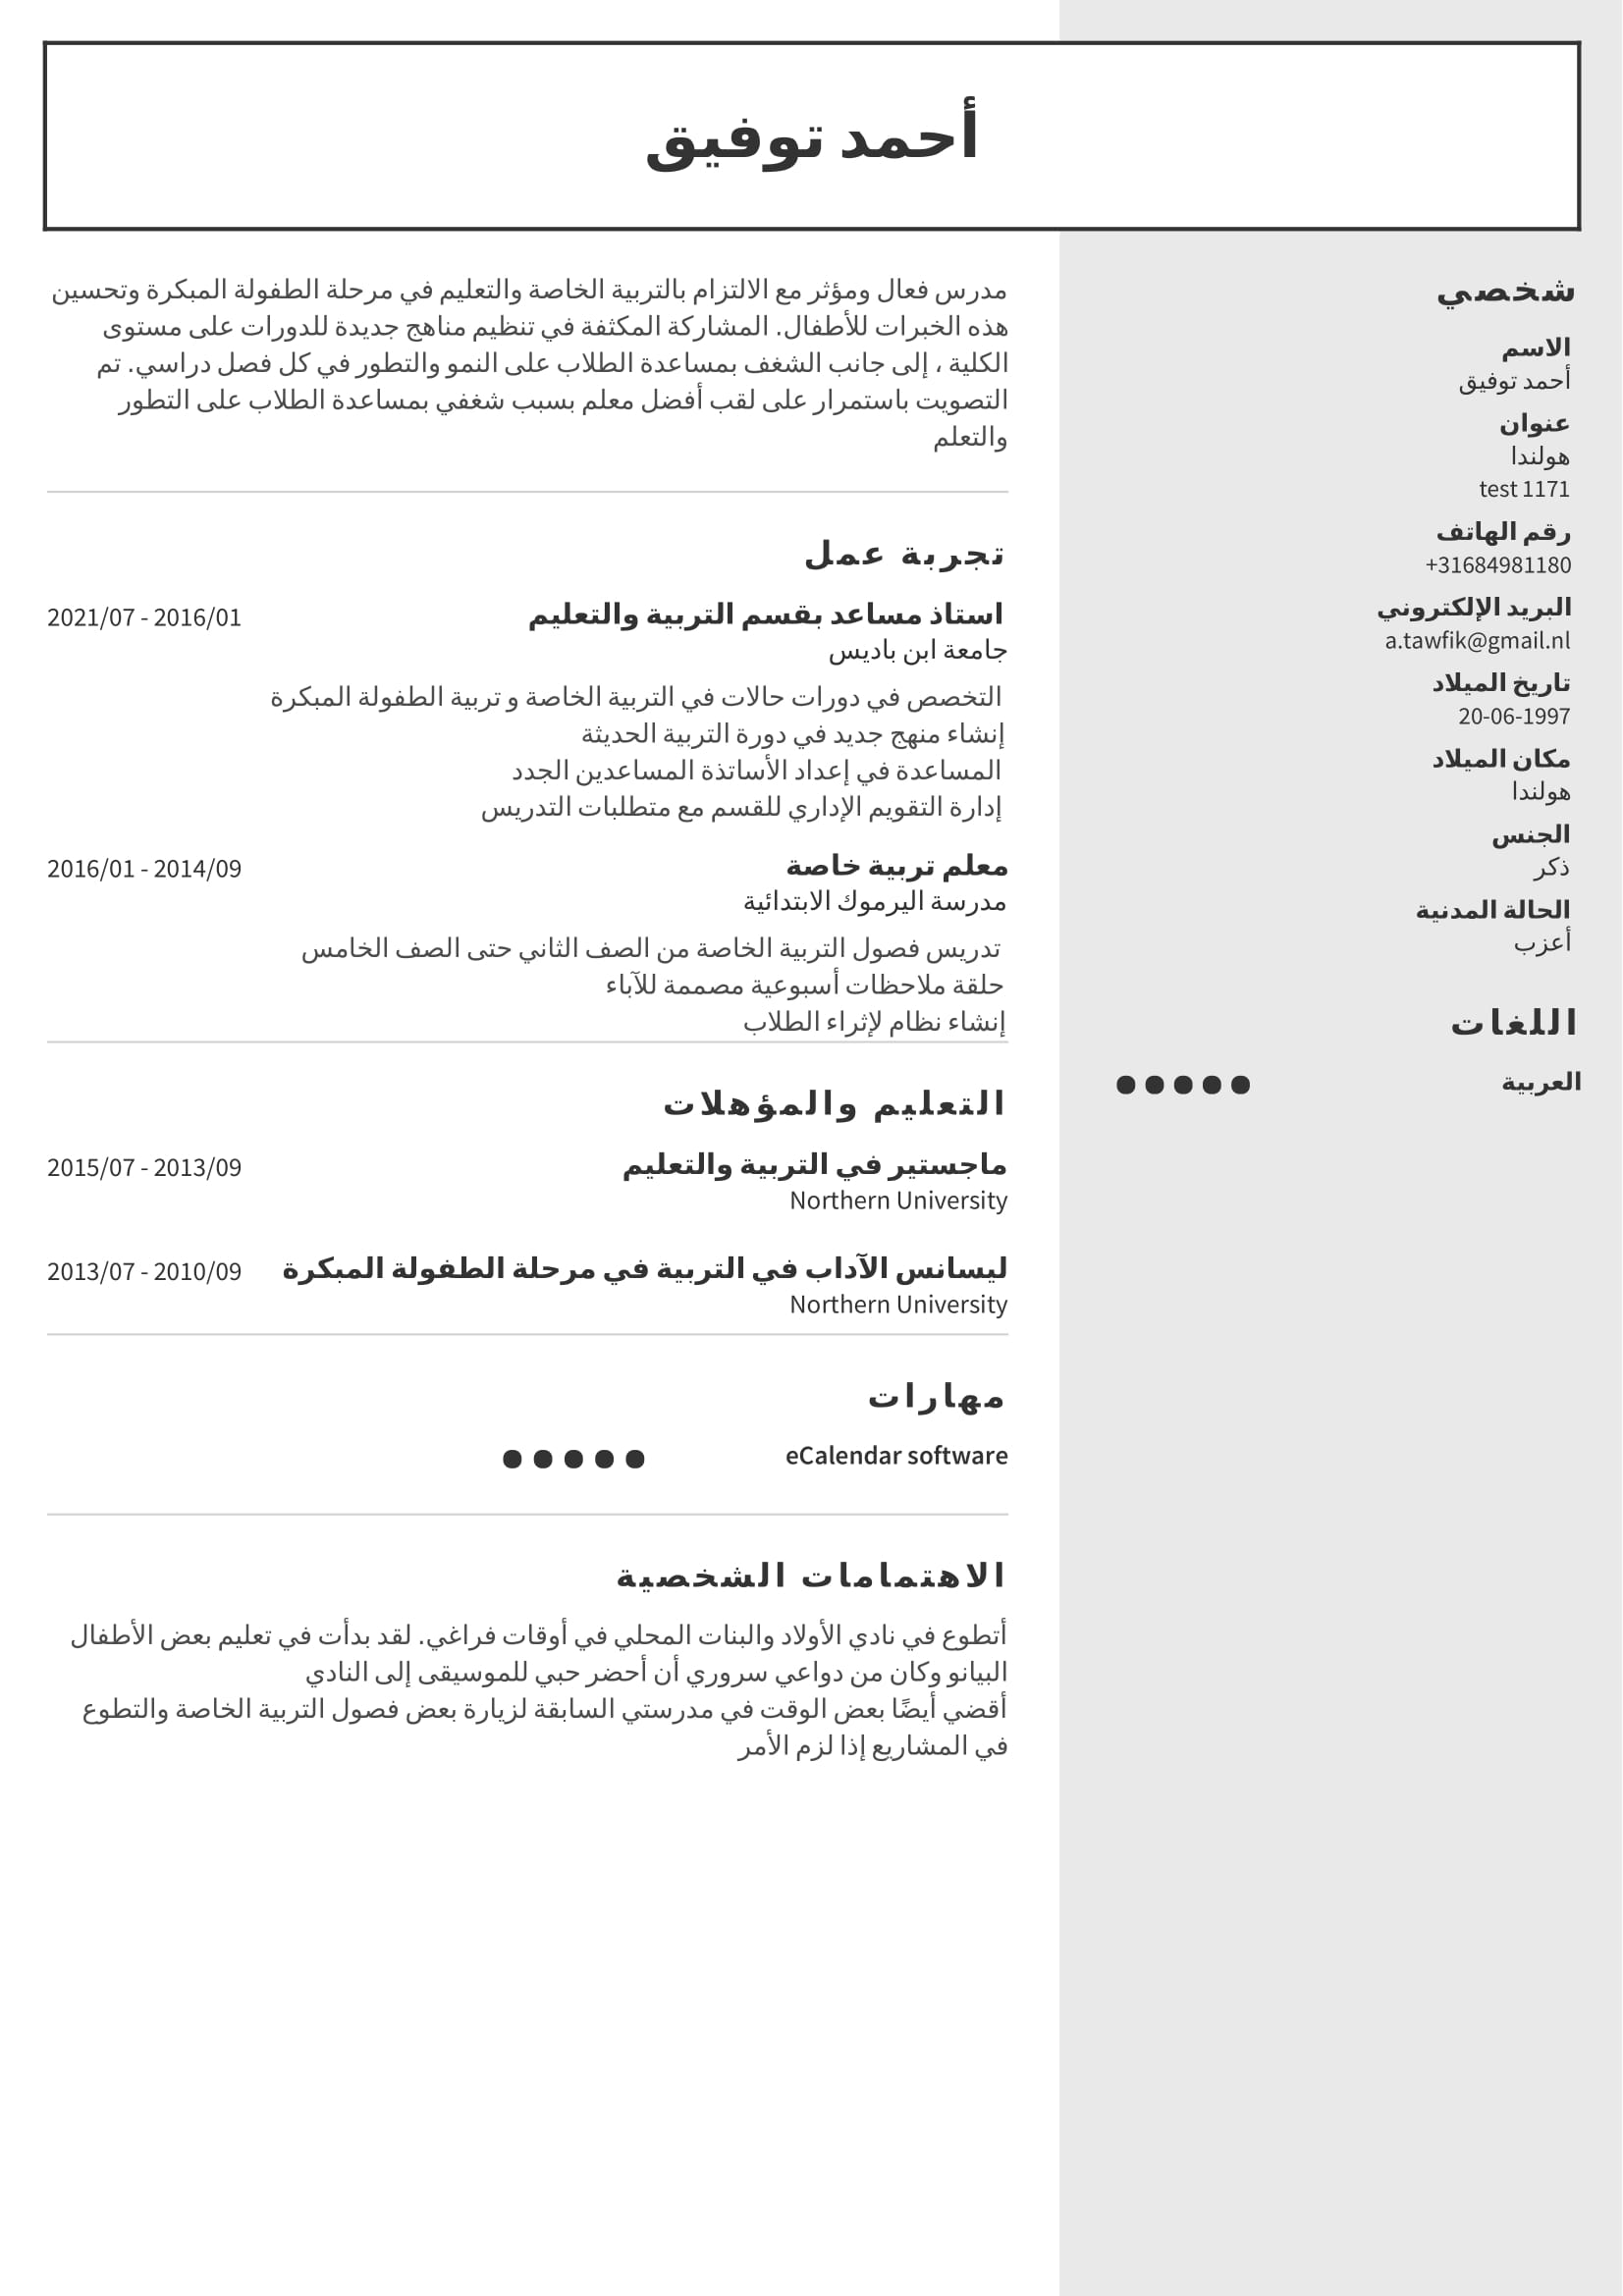 أحمد توفيق
شخصي
الاسم
أحمد توفيق
عنوان
هولندا
test 1171
رقم الهاتف
+31684981180
البريد الإلكتروني
a.tawfik@gmail.nl
تاريخ الميلاد
20-06-1997
مكان الميلاد
هولندا
الجنس
ذكر
الحالة المدنية
أعزب
اللغات
العربية
مدرس فعال ومؤثر مع الالتزام بالتربية الخاصة والتعليم في مرحلة الطفولة المبكرة وتحسين
هذه الخبرات للأطفال. المشاركة المكثفة في تنظيم مناهج جديدة للدورات على مستوى
الكلية ، إلى جانب الشغف بمساعدة الطلاب على النمو والتطور في كل فصل دراسي. تم
التصويت باستمرار على لقب أفضل معلم بسبب شغفي بمساعدة الطلاب على التطور
والتعلم
تجربة عمل
استاذ مساعد بقسم التربية والتعليم 2021/07 - 2016/01
جامعة ابن باديس
التخصص في دورات حالات في التربية الخاصة و تربية الطفولة المبكرة
إنشاء منهج جديد في دورة التربية الحديثة
المساعدة في إعداد الأساتذة المساعدين الجدد
إدارة التقويم الإداري للقسم مع متطلبات التدريس
معلم تربية خاصة 2016/01 - 2014/09
مدرسة اليرموك الابتدائية
تدريس فصول التربية الخاصة من الصف الثاني حتى الصف الخامس
حلقة ملاحظات أسبوعية مصممة للآباء
إنشاء نظام لإثراء الطلاب
التعليم والمؤهلات
ماجستير في التربية والتعليم 2015/07 - 2013/09
Northern University
ليسانس الآداب في التربية في مرحلة الطفولة المبكرة 2013/07 - 2010/09
Northern University
مهارات
eCalendar software
الاهتمامات الشخصية
أتطوع في نادي الأولاد والبنات المحلي في أوقات فراغي. لقد بدأت في تعليم بعض الأطفال
البيانو وكان من دواعي سروري أن أحضر حبي للموسيقى إلى النادي
أقضي أيضًا بعض الوقت في مدرستي السابقة لزيارة بعض فصول التربية الخاصة والتطوع
في المشاريع إذا لزم الأمر